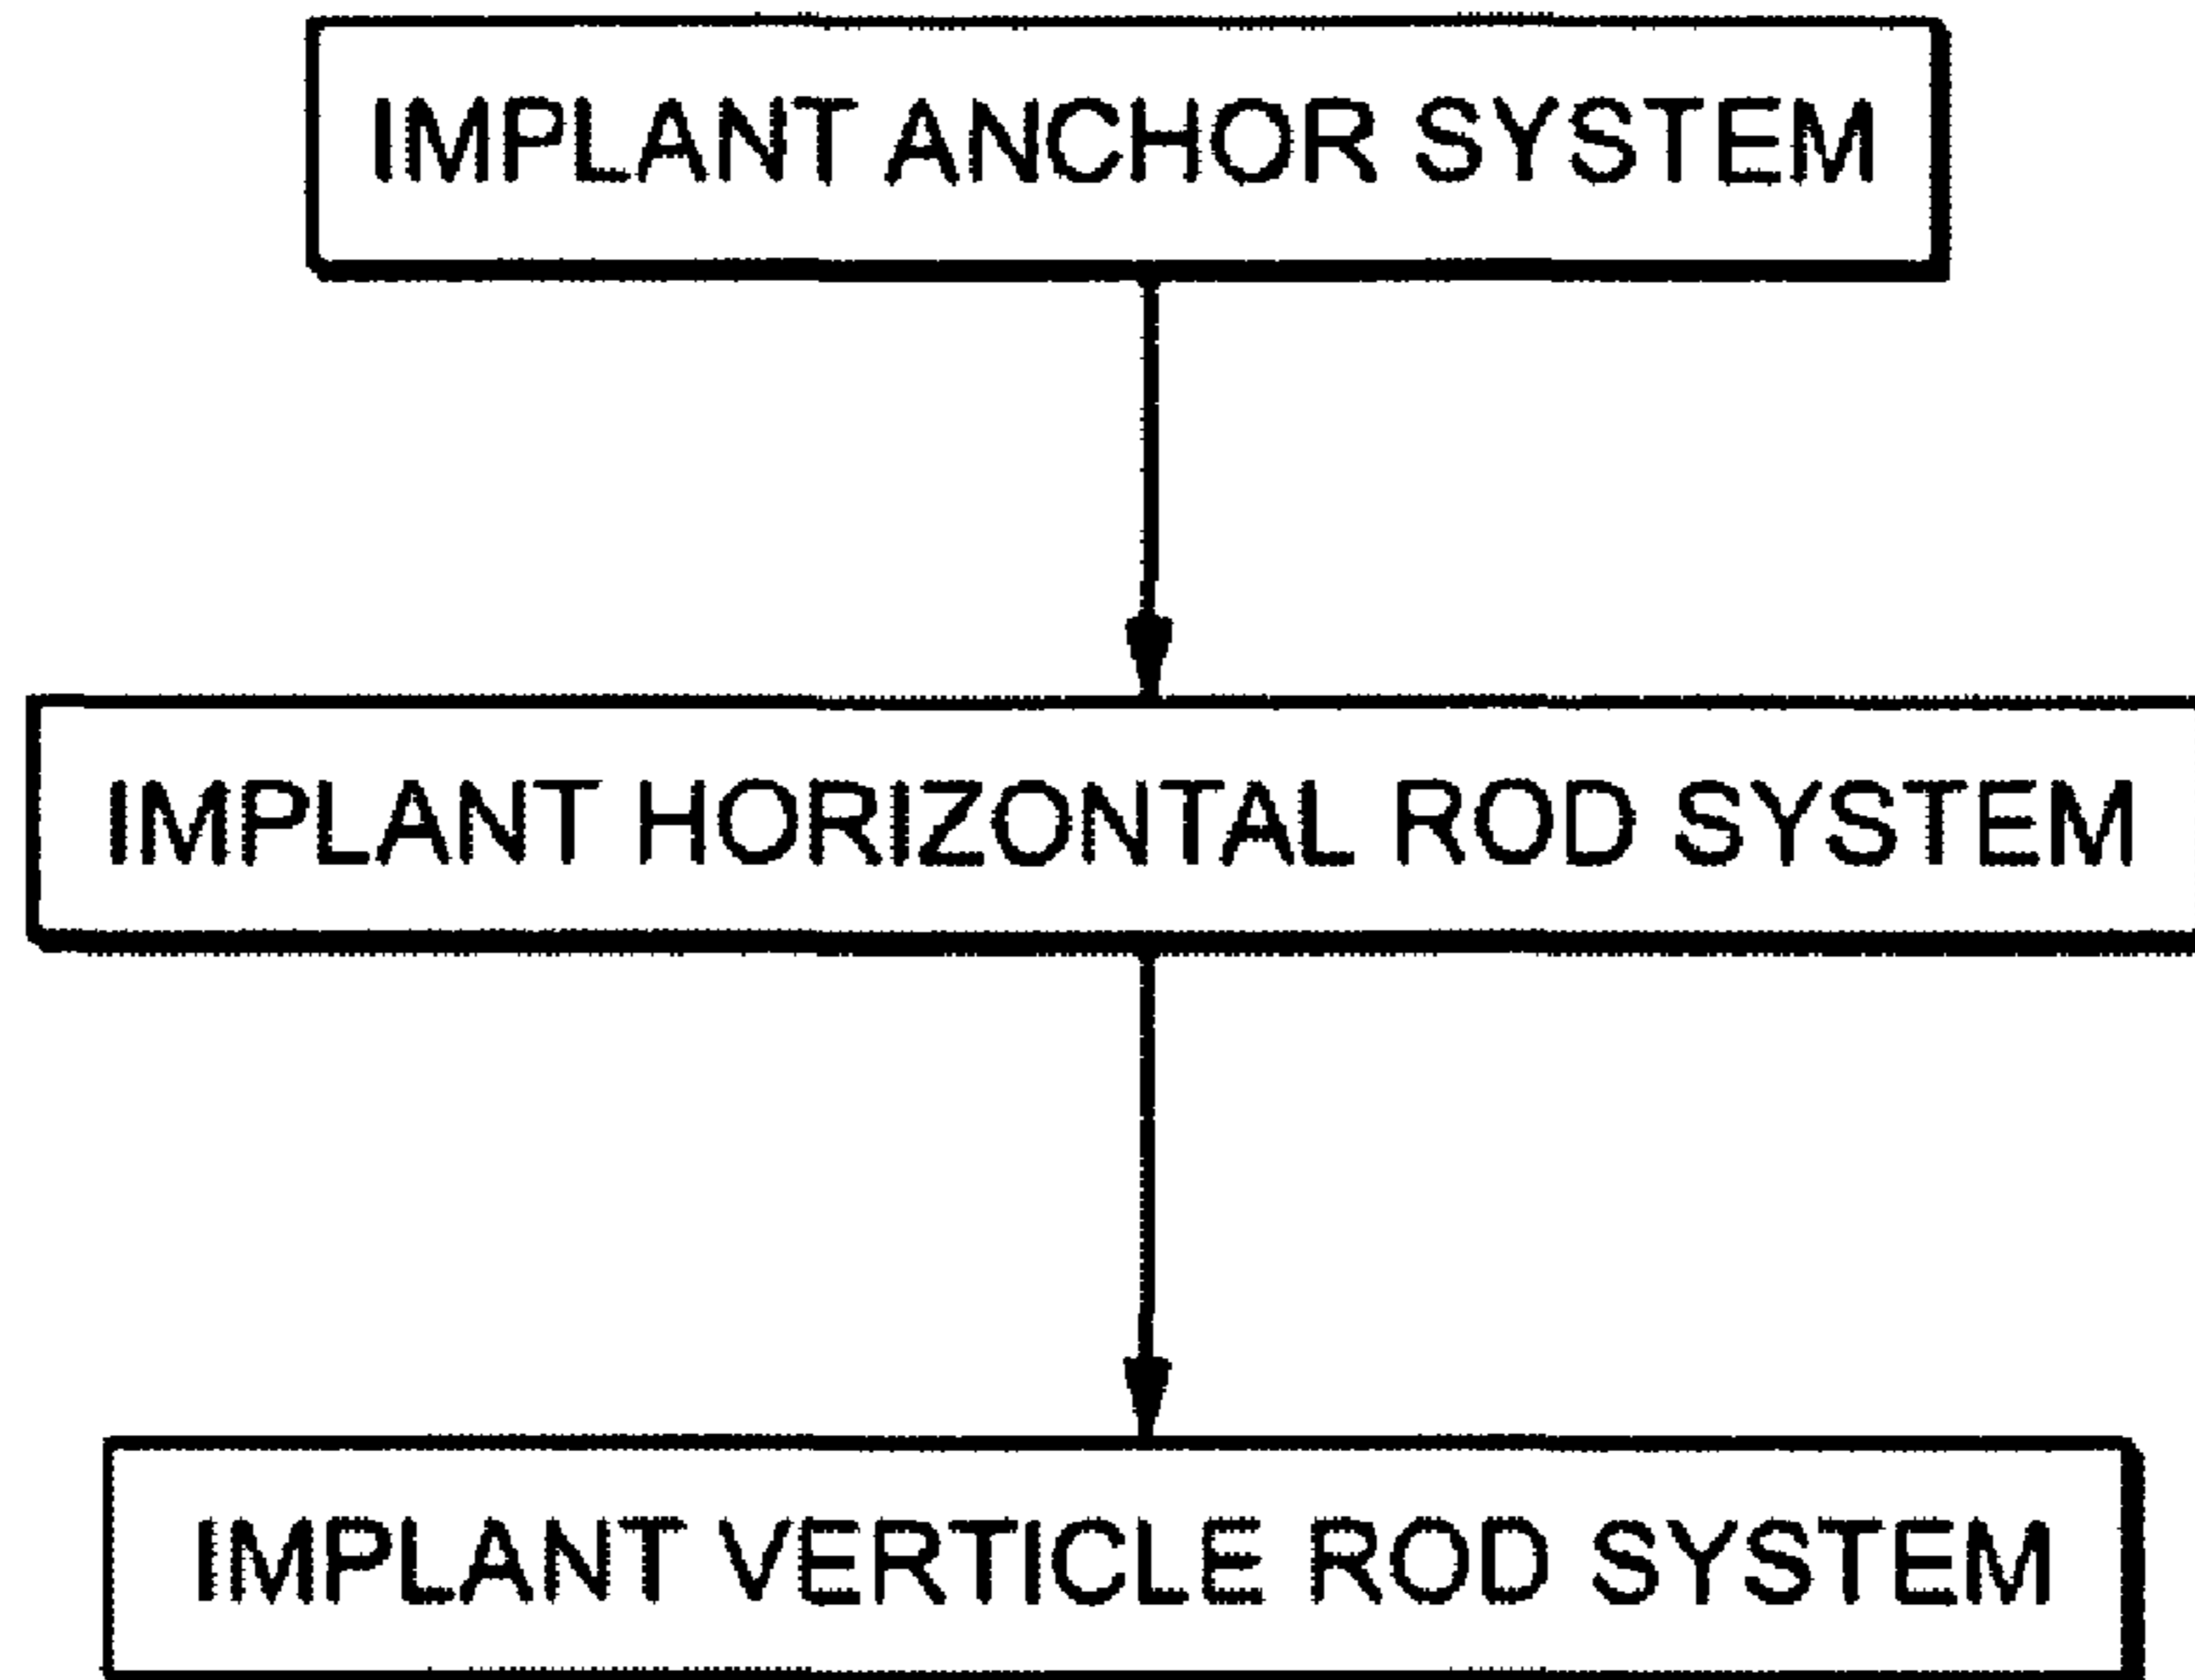 IMPLANT ANCHOR SYSTEM
IMPLANT HORIZONTAL ROD SYSTEM
IMPLANT VERTICLE ROD SYSTEM